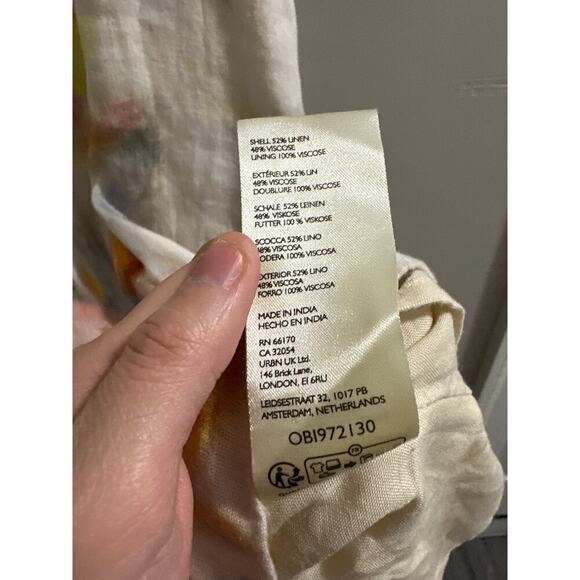 SHELL 52% LINEN
48% VISCOSE
LINING 100% VISCOSE
EXTÉRIEUR 52% LIN
48% VISCOSE
DOUBLURE 100% VISCOSE
SCHALE 52% LEINEN
48% VISKOSE
FUTTER 100 % VISKOSE
SCOCCA 52% LINO
48% VISCOSA
FODERA 100% VISCOSA
EXTERIOR 52% LINO
48% VISCOSA
FORRO 100% VISCOSA
MADE IN INDIA
HECHO EN INDIA
RN 66170
CA 32054
URBN UK Ltd.
146 Brick Lane,
LONDON, E1 6RU
LEIDSESTRAAT 32, 1017 PB
AMSTERDAM, NETHERLANDS
OB1972130
FR